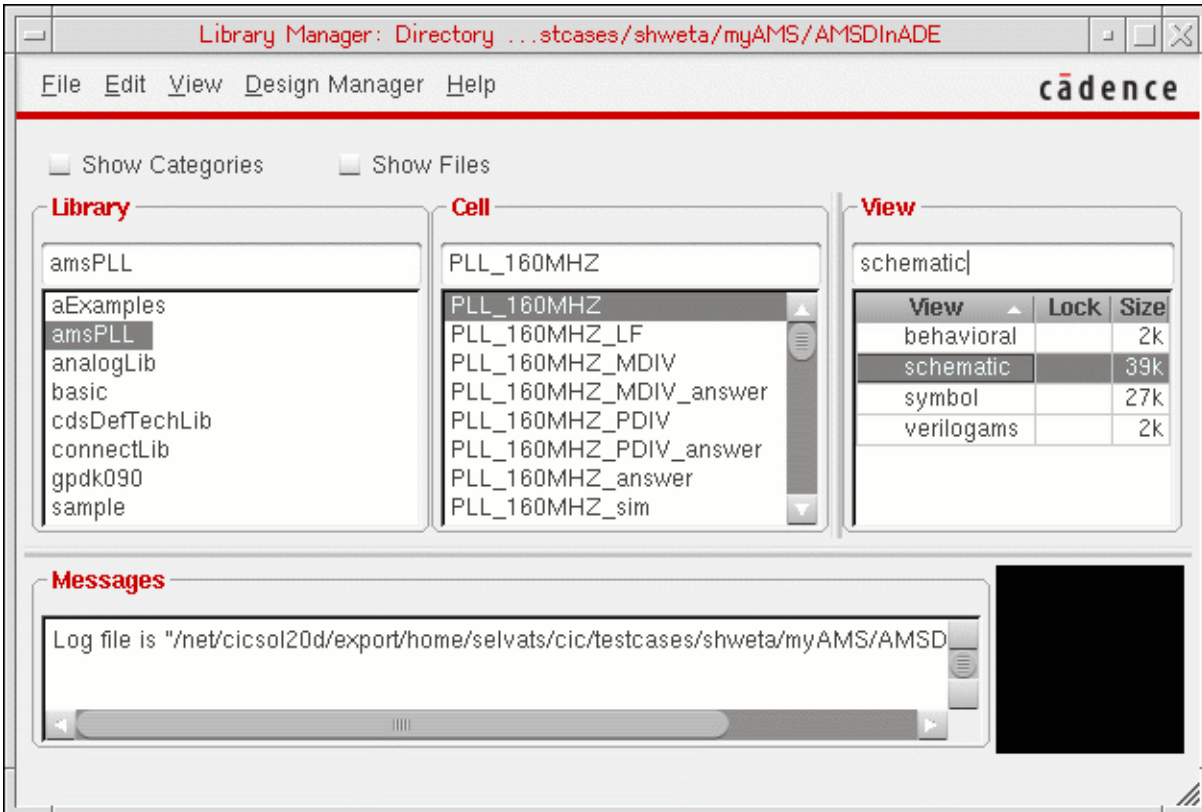 Library Manager: Directory ...stcases/shweta/myAMS/AMSDInADE
File Edit View Design Manager Help
cādence
Show Categories Show Files
Library
amsPLL
aExamples
amsPLL
analogLib
basic
cdsDefTechLib
connectLib
gpdk090
sample
Cell
PLL_160MHZ
PLL_160MHZ
PLL_160MHZ_LF
PLL_160MHZ_MDIV
PLL_160MHZ_MDIV_answer
PLL_160MHZ_PDIV
PLL_160MHZ_PDIV_answer
PLL_160MHZ_answer
PLL_160MHZ_sim
View
schematic
View Lock Size
behavioral 2k
schematic 39k
symbol 27k
verilogams 2k
Messages
Log file is "/net/cicsol20d/export/home/selvats/cic/testcases/shweta/myAMS/AMSD